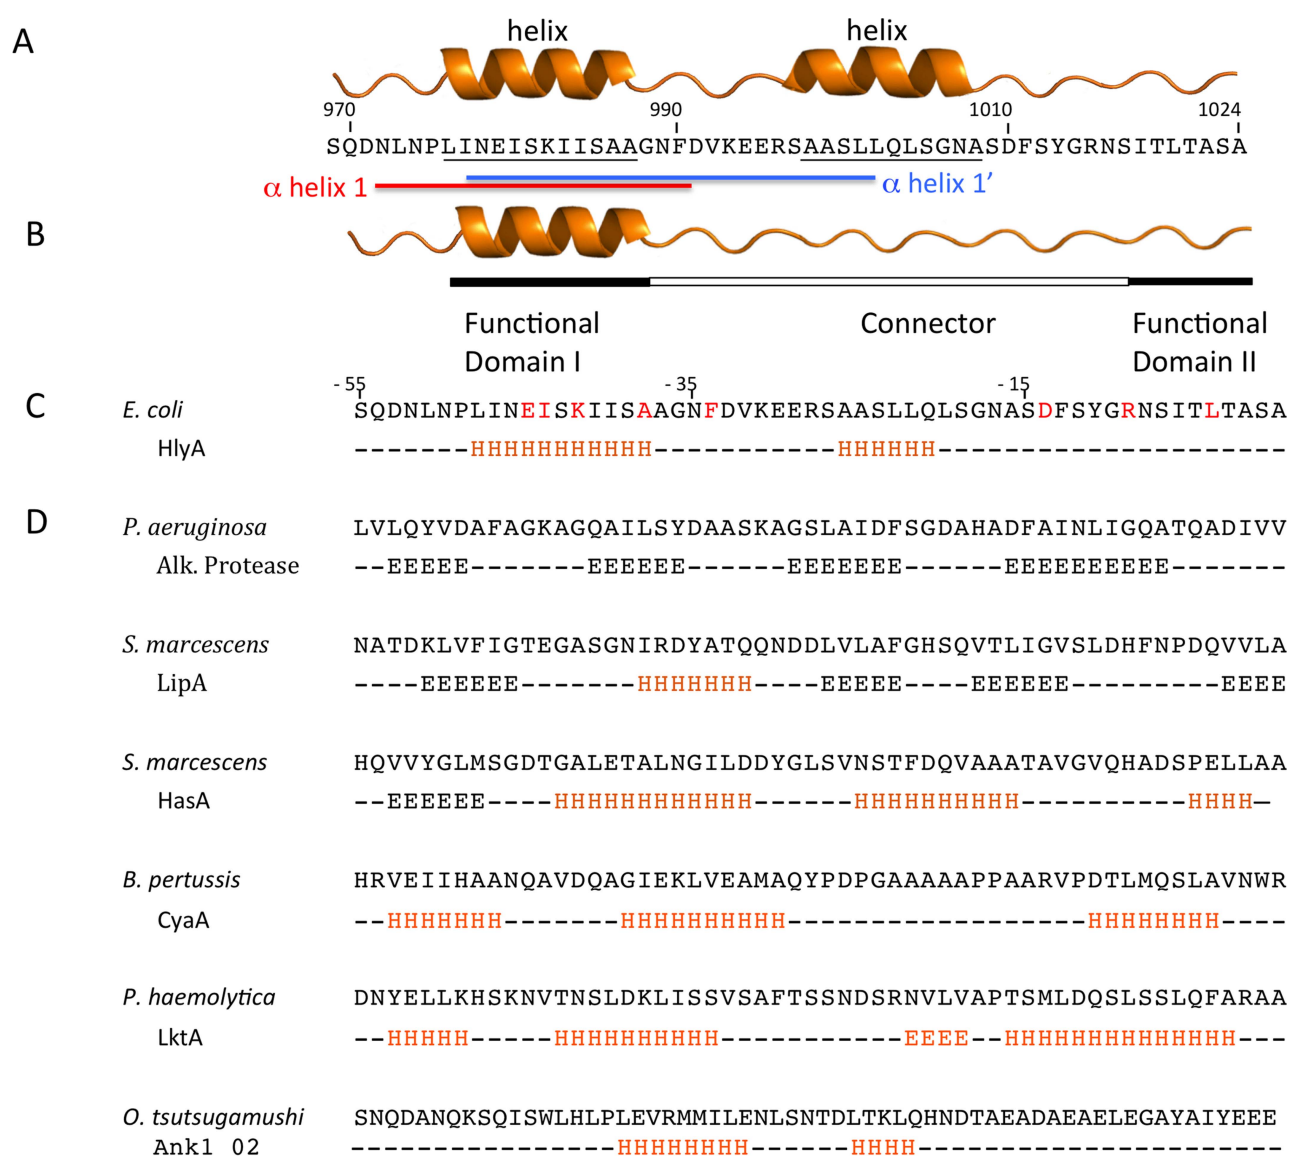 A
helix helix
970 990 1010 1024
SQDNLNPLINEISKIISAAGNFDVKEERSAASLLQLSGNASDFSYGRNSITLTASA
α helix 1 α helix 1’
B
Functional Connector Functional
Domain I Domain II
- 55 - 35 - 15
C E. coli SQDNLNPLINEISKIISAAGNFDVKEERSAASLLQLSGNASDFSYGRNSITLTASA
HlyA -------HHHHHHHHHHH-----------HHHHHH---------------------
D P. aeruginosa LVLQYVDAFAGKAGQAILSYDAASKAGSLAIDFSGDAHADFAINLIGQATQADIVV
Alk. Protease --EEEEE-------EEEEEE------EEEEEEE------EEEEEEEEEE-------
S. marcescens NATDKLVFIGTEGASGNIRDYATQQNDDLVLAFGHSQVTLIGVSLDHFNPDQVVLA
LipA ----EEEEEE-------HHHHHHH----EEEEE----EEEEEE---------EEEE
S. marcescens HQVVYGLMSGDTGALETALNGILDDYGLSVNSTFDQVAAATAVGVQHADSPELLAA
HasA --EEEEEE----HHHHHHHHHHHH------HHHHHHHHHH----------HHHH—
B. pertussis HRVEIIHAANQAVDQAGIEKLVEAMAQYPDPGAAAAAPPAARVPDTLMQSLAVNWR
CyaA --HHHHHHH-------HHHHHHHHHH------------------HHHHHHHH----
P. haemolytica DNYELLKHSKNVTNSLDKLISSVSAFTSSNDSRNVLVAPTSMLDQSLSSLQFARAA
LktA --HHHHH-----HHHHHHHHHH-----------EEEE--HHHHHHHHHHHHHH---
O. tsutsugamushi SNQDANQKSQISWLHLPLEVRMMILENLSNTDLTKLQHNDTAEADAEAELEGAYAIYEEE
Ank1 02 ----------------HHHHHHHH------HHHH----------------------